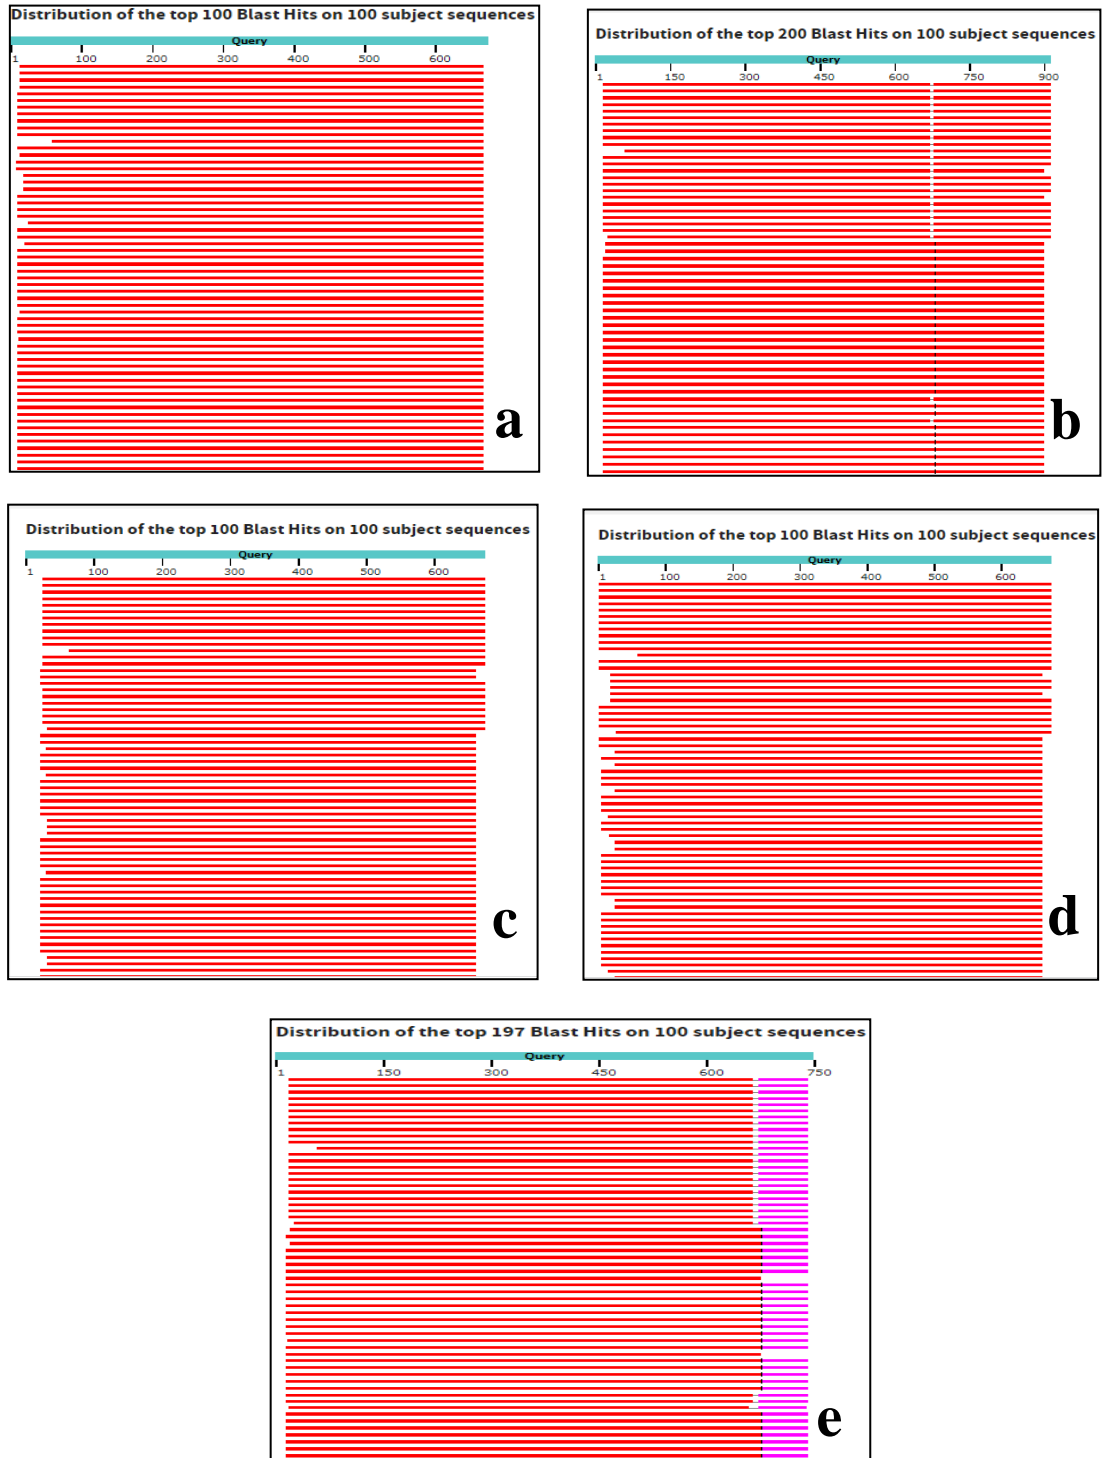 Distribution of the top 100 Blast Hits on 100 subject sequences
Query
1 100 200 300 400 500 600
a
Distribution of the top 200 Blast Hits on 100 subject sequences
Query
1 150 300 450 600 750 900
b
Distribution of the top 100 Blast Hits on 100 subject sequences
Query
1 100 200 300 400 500 600
c
Distribution of the top 100 Blast Hits on 100 subject sequences
Query
1 100 200 300 400 500 600
d
Distribution of the top 197 Blast Hits on 100 subject sequences
Query
1 150 300 450 600 750
e